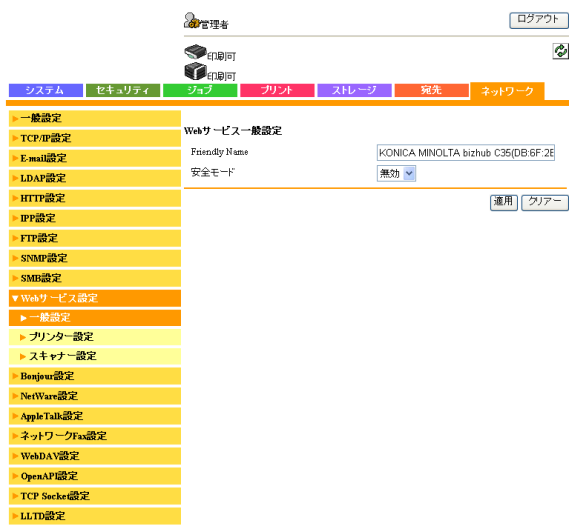 管理者
ログアウト
印刷可
印刷可
システム セキュリティ ジョブ プリント ストレージ 宛先 ネットワーク
一般設定
TCP/IP設定
E-mail設定
LDAP設定
HTTP設定
IPP設定
FTP設定
SNMP設定
SMB設定
Webサービス設定
一般設定
プリンター設定
スキャナー設定
Bonjour設定
NetWare設定
AppleTalk設定
ネットワークFax設定
WebDAV設定
OpenAPI設定
TCP Socket設定
LLTD設定
Webサービス一般設定
Friendly Name KONICA MINOLTA bizhub C35(DB:6F:2E
安全モード 無効
適用 クリアー